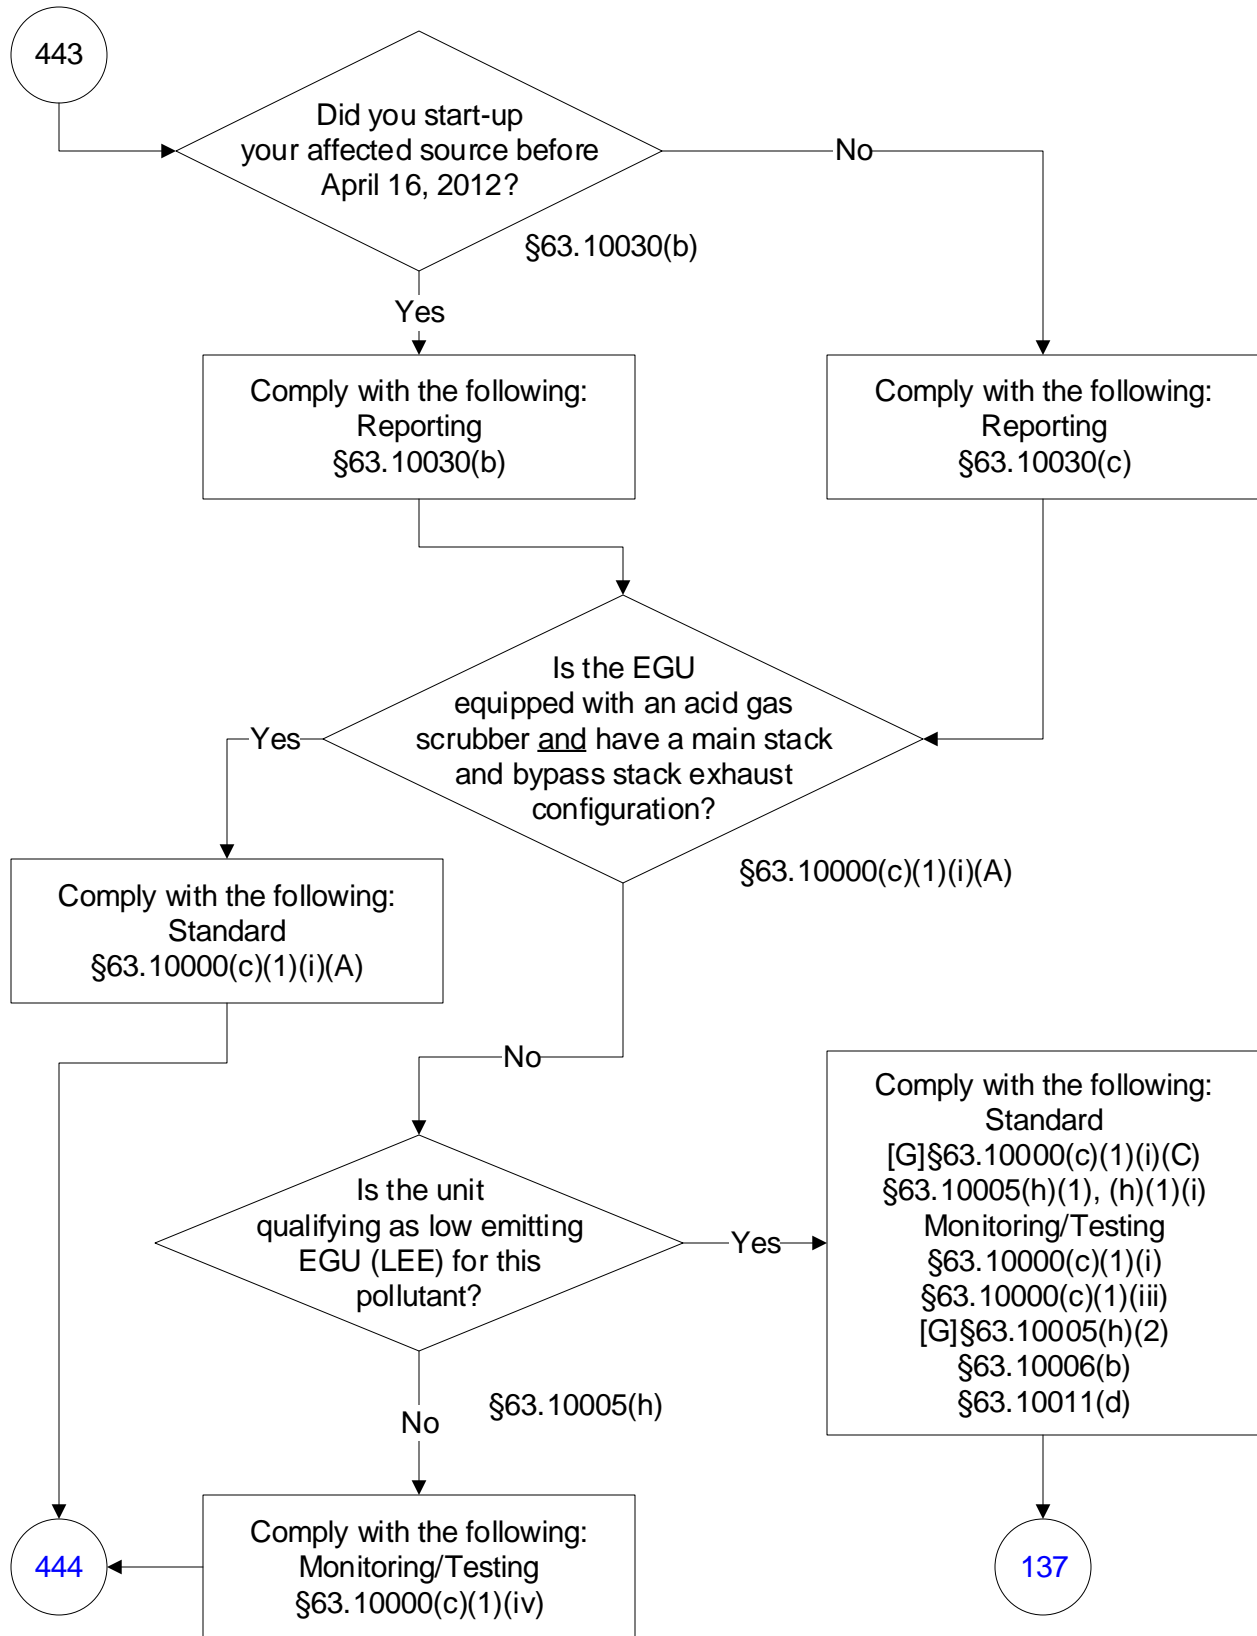 443
Did you start-up
your affected source before
April 16, 2012?
No
§63.10030(b)
Yes
Comply with the following:
Reporting
§63.10030(b)
Comply with the following:
Reporting
§63.10030(c)
Is the EGU
equipped with an acid gas
scrubber and have a main stack
and bypass stack exhaust
configuration?
Yes
§63.10000(c)(1)(i)(A)
Comply with the following:
Standard
§63.10000(c)(1)(i)(A)
No
Is the unit
qualifying as low emitting
EGU (LEE) for this
pollutant?
Yes
Comply with the following:
Standard
[G]§63.10000(c)(1)(i)(C)
§63.10005(h)(1), (h)(1)(i)
Monitoring/Testing
§63.10000(c)(1)(i)
§63.10000(c)(1)(iii)
[G]§63.10005(h)(2)
§63.10006(b)
§63.10011(d)
§63.10005(h)
No
Comply with the following:
Monitoring/Testing
§63.10000(c)(1)(iv)
444
137